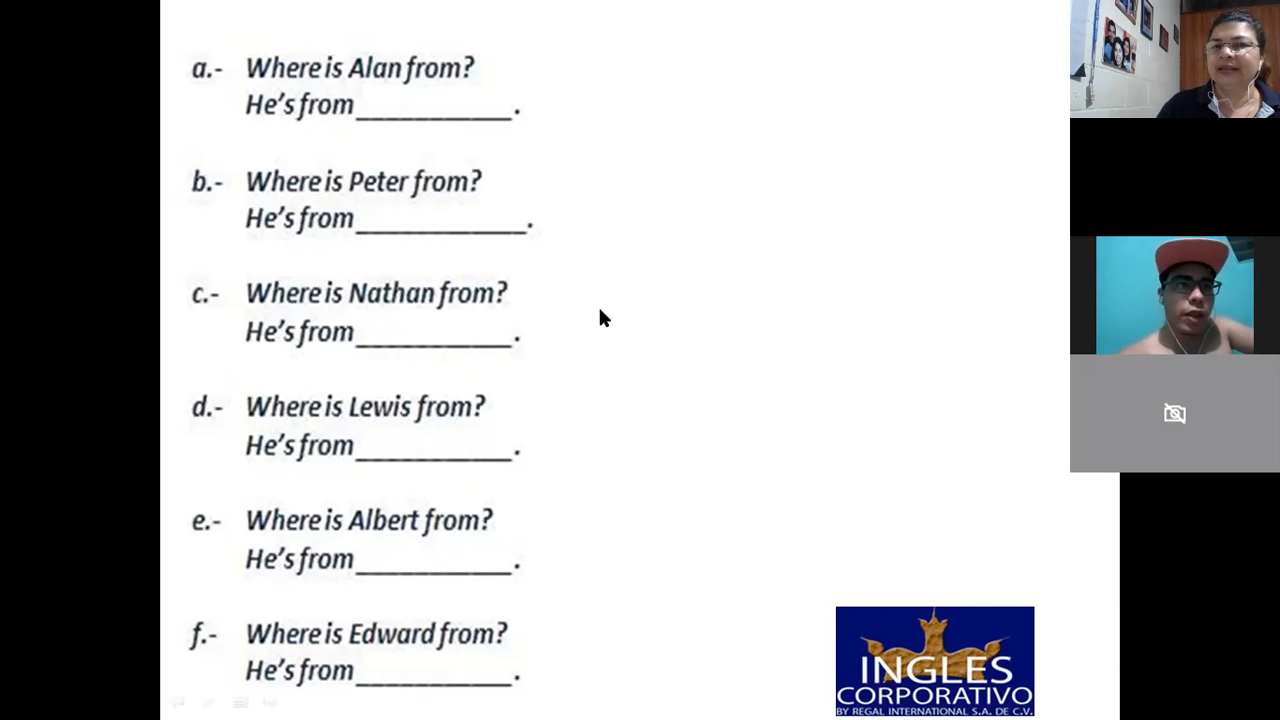 a.- Where is Alan from?
He's from ___________.
b.- Where is Peter from?
He's from ____________.
c.- Where is Nathan from?
He's from ___________.
d.- Where is Lewis from?
He's from ___________.
e.- Where is Albert from?
He's from ___________.
f.- Where is Edward from?
He's from ___________.
INGLES
CORPORATIVO
BY REGAL INTERNATIONAL S.A. DE C.V.